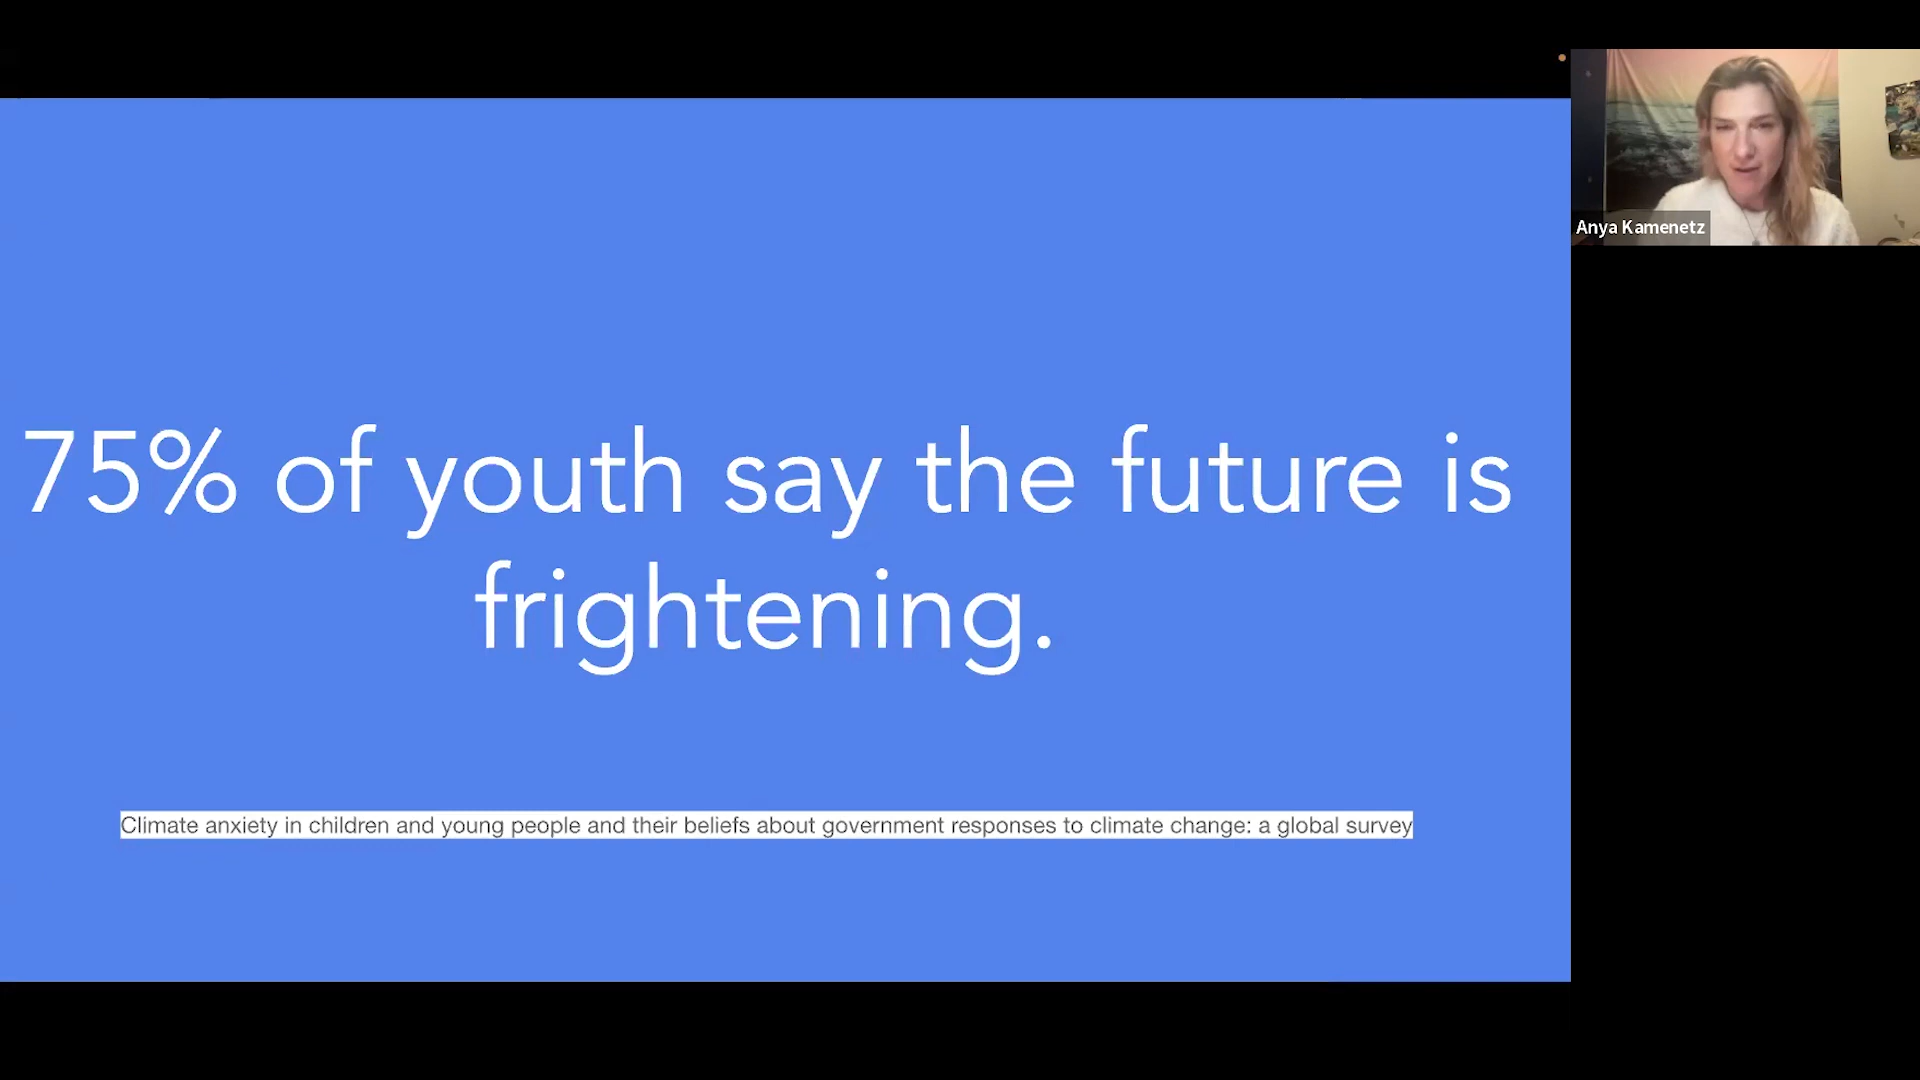 75% of youth say the future is
frightening.
Climate anxiety in children and young people and their beliefs about government responses to climate change: a global survey
Anya Kamenetz